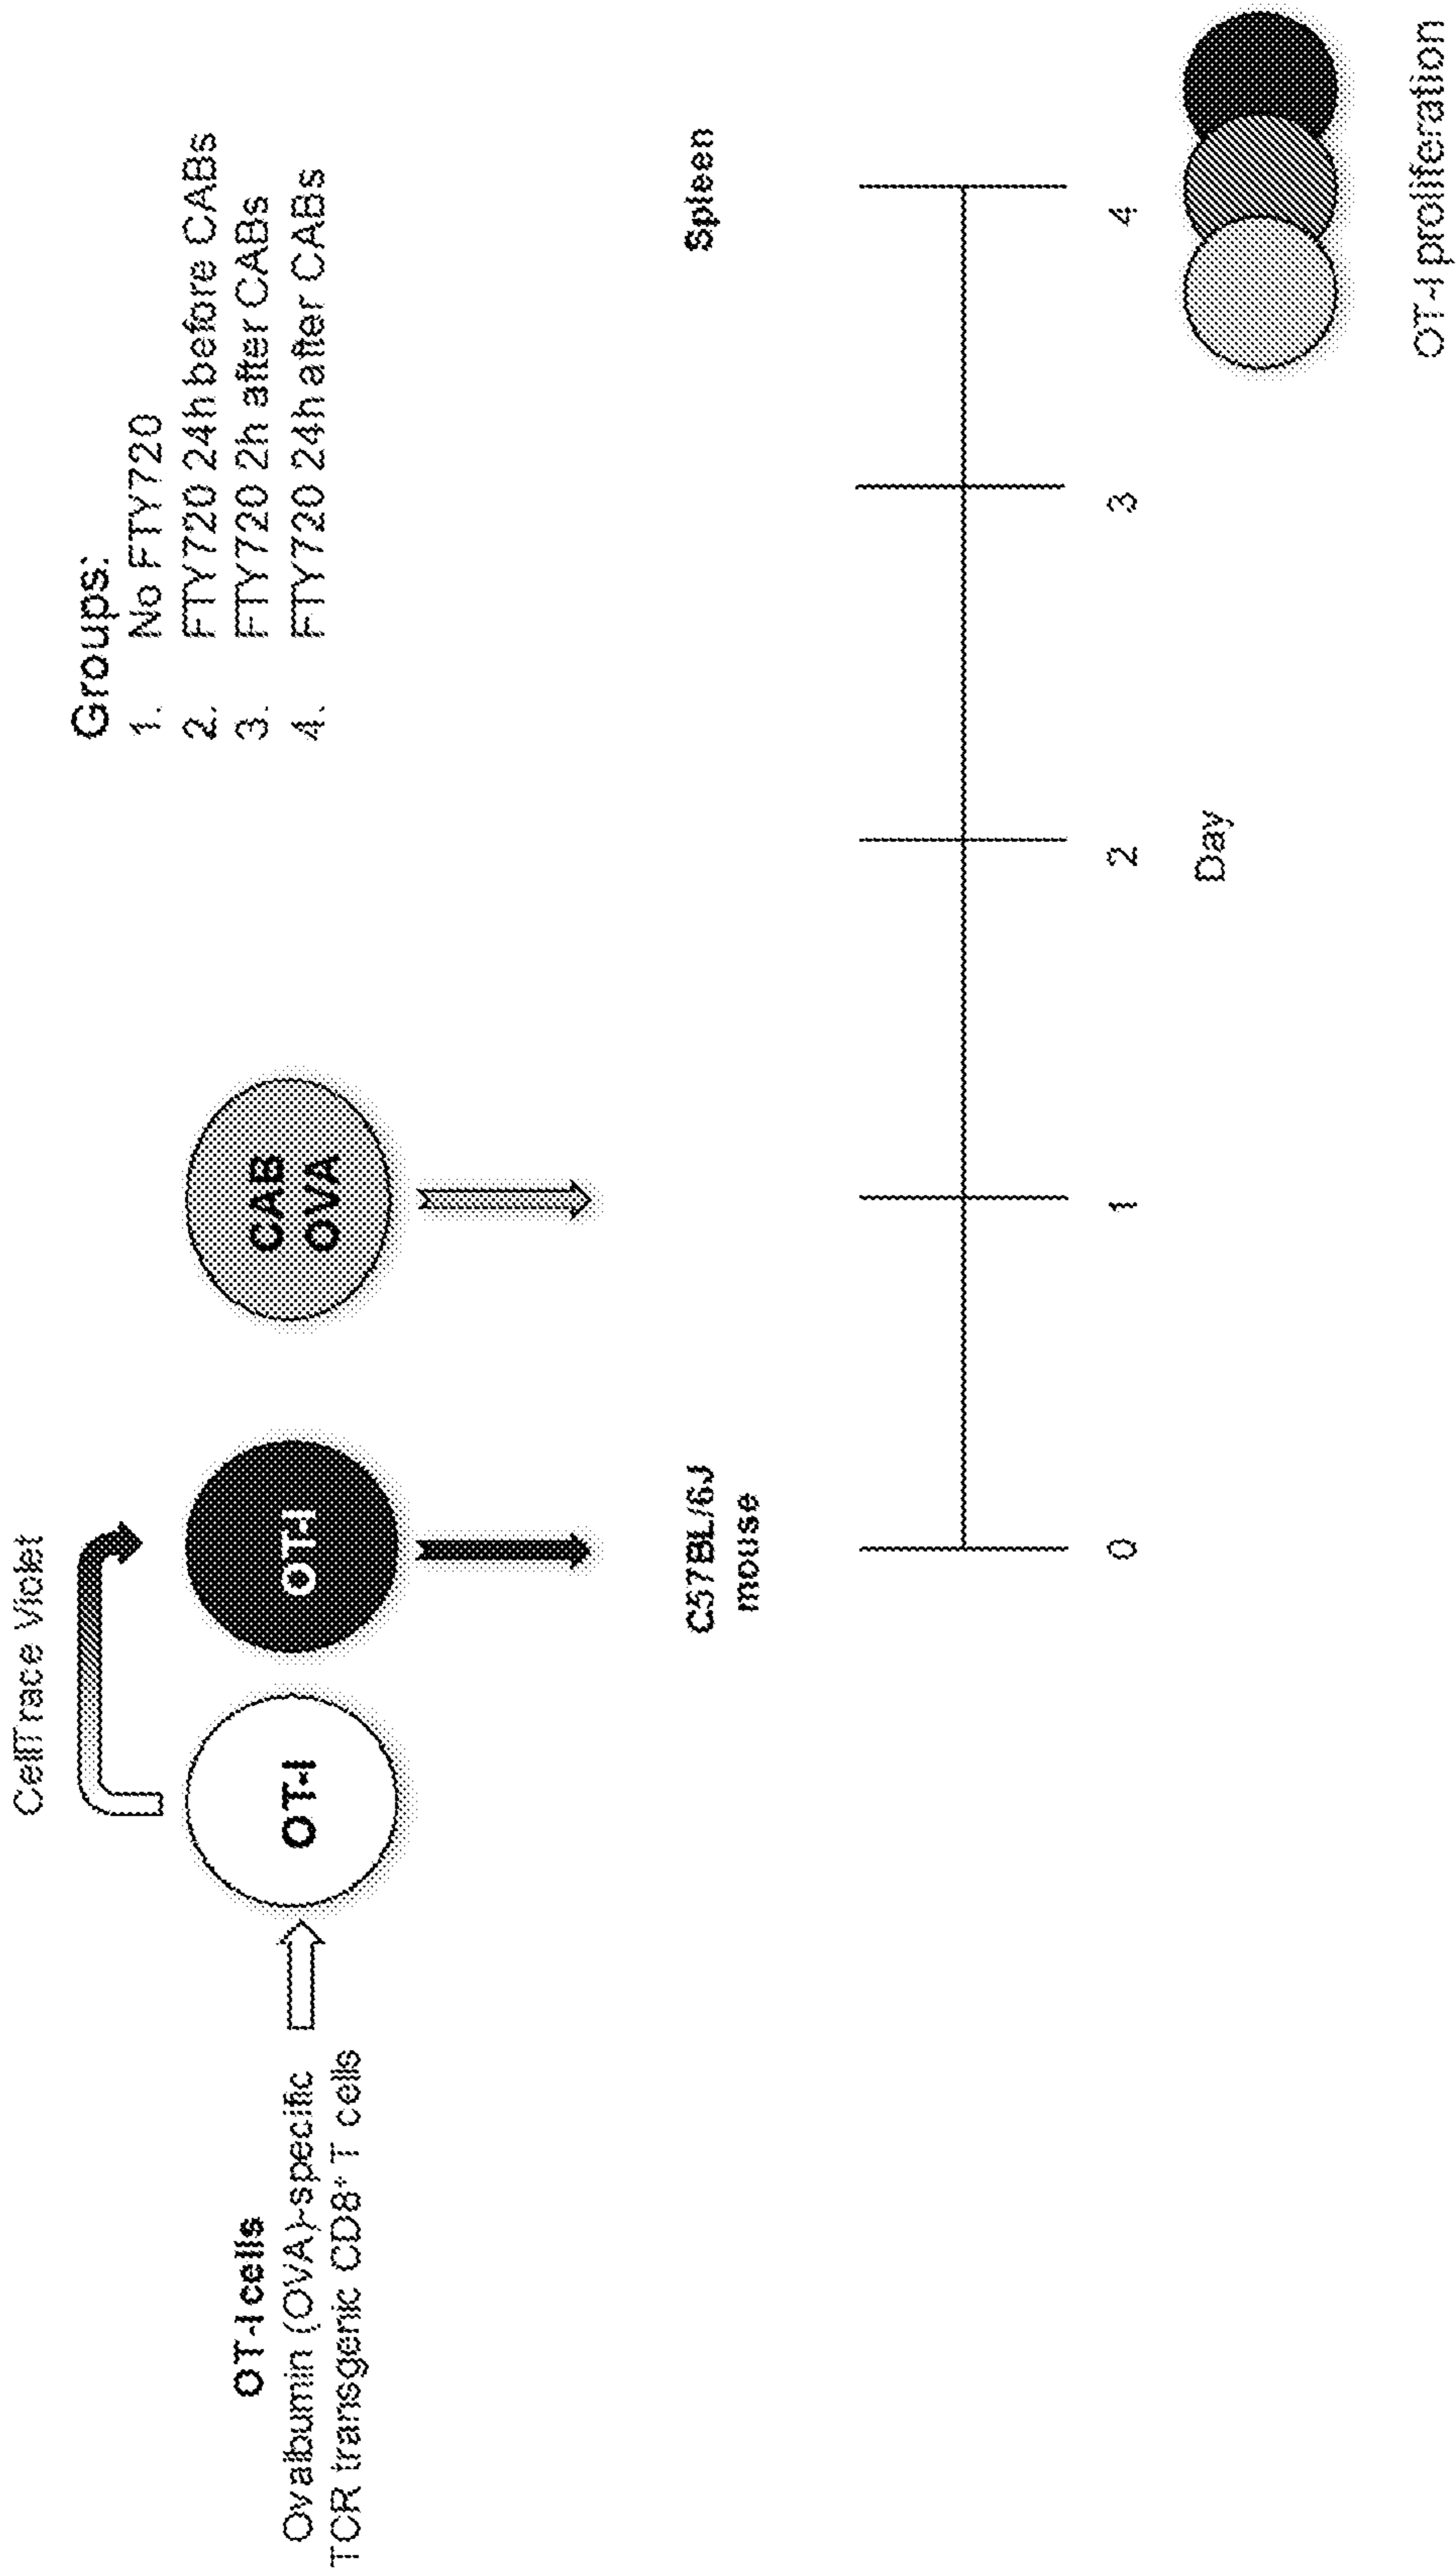 CellTrace Violet
OT-I cells
Ovalbumin (OVA)-specific
TCR transgenic CD8+ T cells
OT-I
OT-I
CAB
OVA
Groups:
1. No FTY720
2. FTY720 24h before CABs
3. FTY720 2h after CABs
4. FTY720 24h after CABs
C57BL/6J
mouse
Spleen
0
1
2
3
4
Day
OT-I proliferation